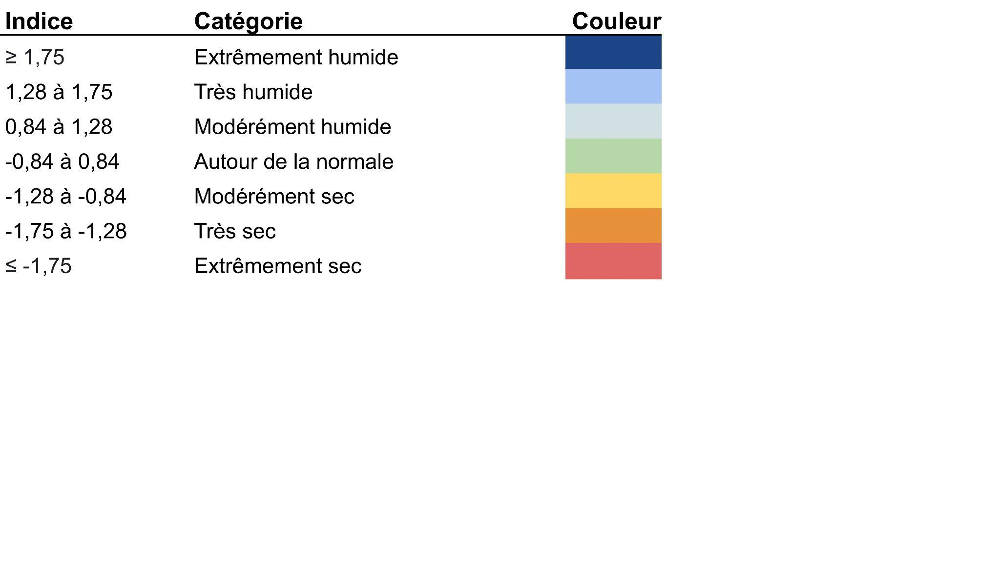 Indice Catégorie Couleur
≥ 1,75 Extrêmement humide
1,28 à 1,75 Très humide
0,84 à 1,28 Modérément humide
-0,84 à 0,84 Autour de la normale
-1,28 à -0,84 Modérément sec
-1,75 à -1,28 Très sec
≤ -1,75 Extrêmement sec